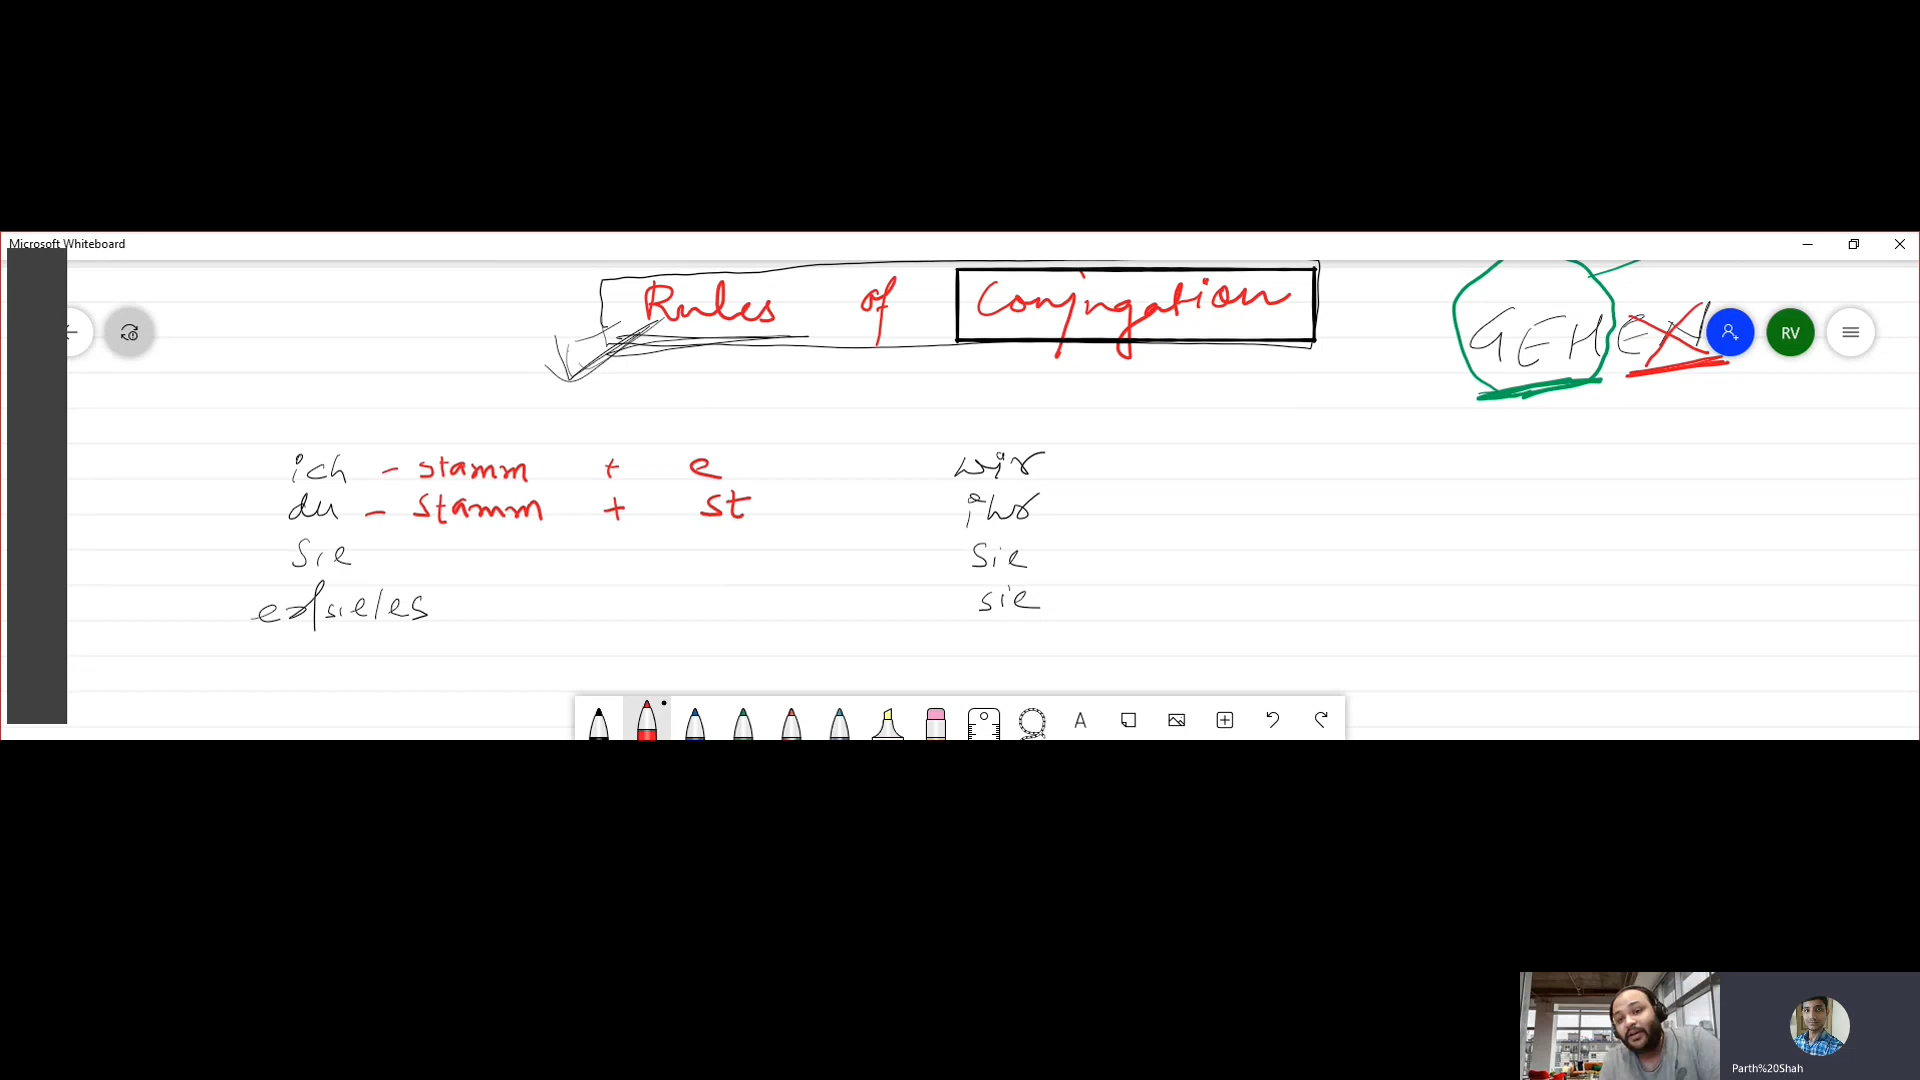 Microsoft Whiteboard
Rules of Conjugation
GEHEN
RV
ich - stamm + e
wir
du - stamm + st
ihr
Sie
Sie
er/sie/es
sie
A
Parth%20Shah